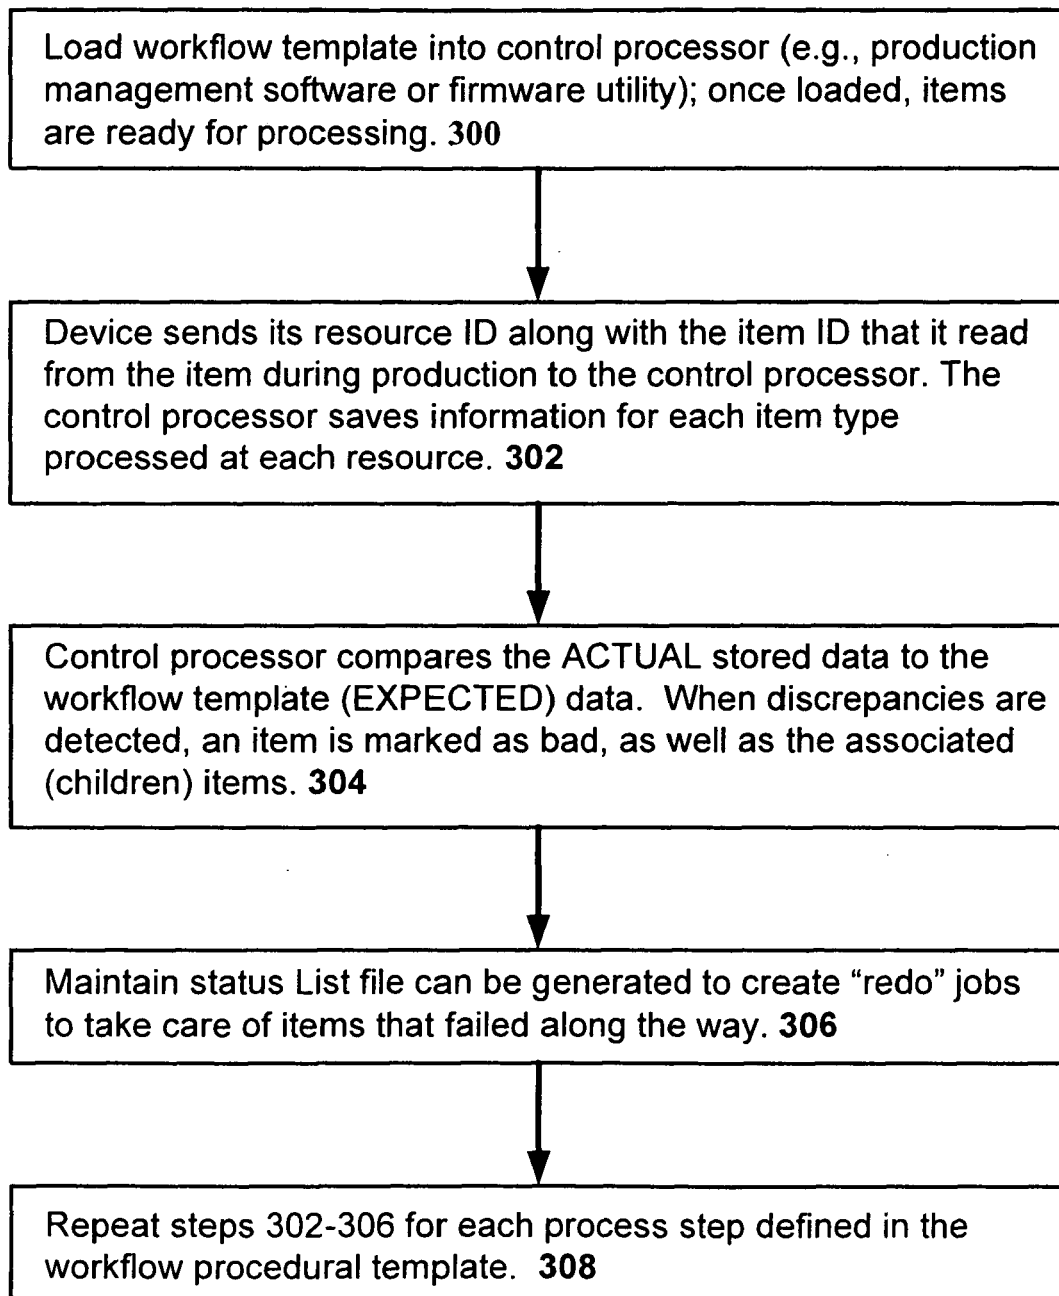 Load workflow template into control processor (e.g., production
management software or firmware utility); once loaded, items
are ready for processing. 300
Device sends its resource ID along with the item ID that it read
from the item during production to the control processor. The
control processor saves information for each item type
processed at each resource. 302
Control processor compares the ACTUAL stored data to the
workflow template (EXPECTED) data. When discrepancies are
detected, an item is marked as bad, as well as the associated
(children) items. 304
Maintain status List file can be generated to create “redo” jobs
to take care of items that failed along the way. 306
Repeat steps 302-306 for each process step defined in the
workflow procedural template. 308